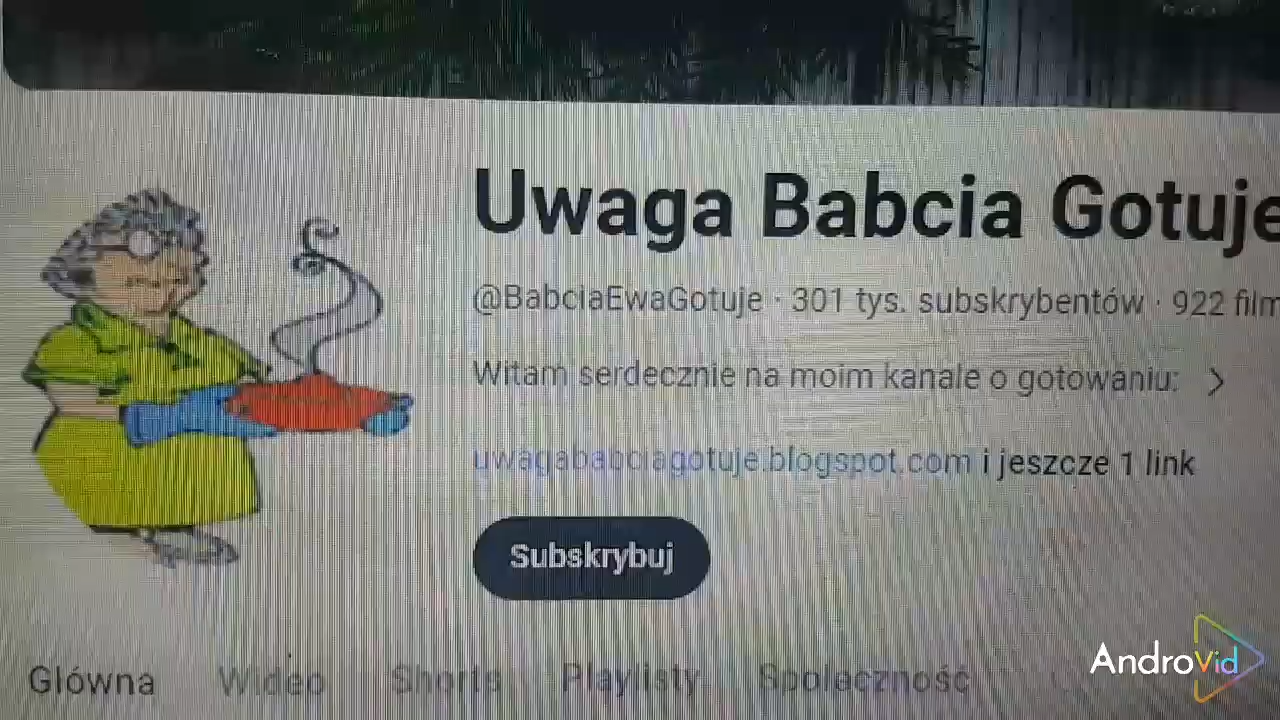 Uwaga Babcia Gotuje
@BabciaEwaGotuje · 301 tys. subskrybentów · 922 film
Witam serdecznie na moim kanale o gotowaniu:
uwagababciagotuje.blogspot.com i jeszcze 1 link
Subskrybuj
Główna Wideo Shorts Playlisty Społeczność
AndroVid